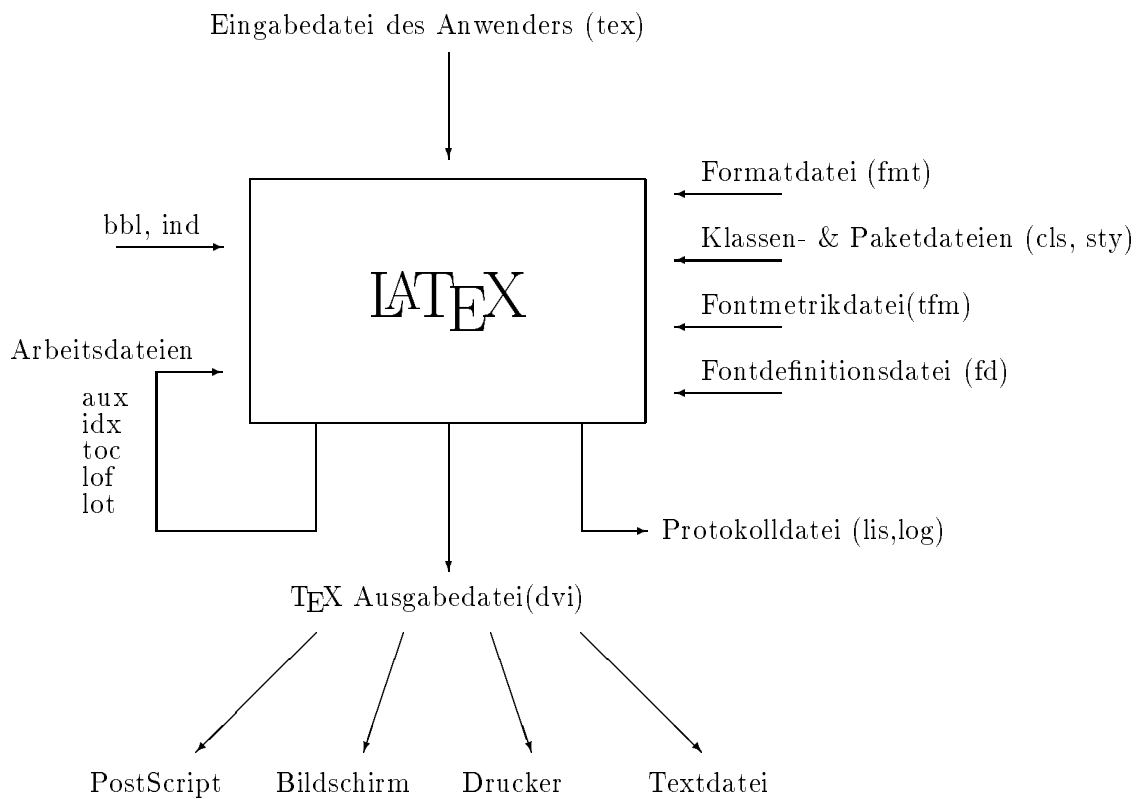 Eingabedatei des Anwenders (tex)
Formatdatei (fmt)
bbl, ind
Klassen- & Paketdateien (cls, sty)
LATEX
Fontmetrikdatei(tfm)
Arbeitsdateien
Fontdefinitionsdatei (fd)
aux
idx
toc
lof
lot
Protokolldatei (lis,log)
TEX Ausgabedatei(dvi)
PostScript Bildschirm Drucker Textdatei